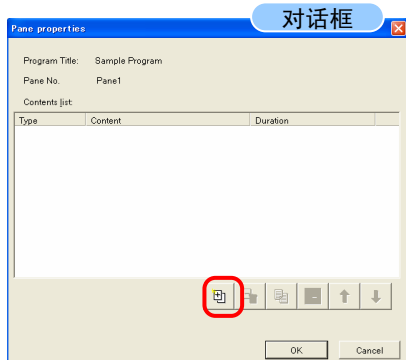 对话框
Pane properties
Program Title: Sample Program
Pane No. Pane1
Contents list:
Type Content Duration
OK Cancel